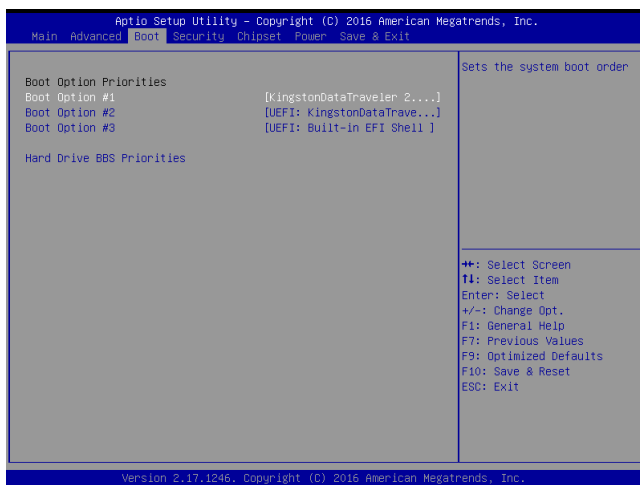 Aptio Setup Utility – Copyright (C) 2016 American Megatrends, Inc.
Main Advanced Boot Security Chipset Power Save & Exit
Sets the system boot order
Boot Option Priorities
Boot Option #1 [KingstonDataTraveler 2....]
Boot Option #2 [UEFI: KingstonDataTrave...]
Boot Option #3 [UEFI: Built-in EFI Shell ]
Hard Drive BBS Priorities
→←: Select Screen
↑↓: Select Item
Enter: Select
+/-: Change Opt.
F1: General Help
F7: Previous Values
F9: Optimized Defaults
F10: Save & Reset
ESC: Exit
Version 2.17.1246. Copyright (C) 2016 American Megatrends, Inc.